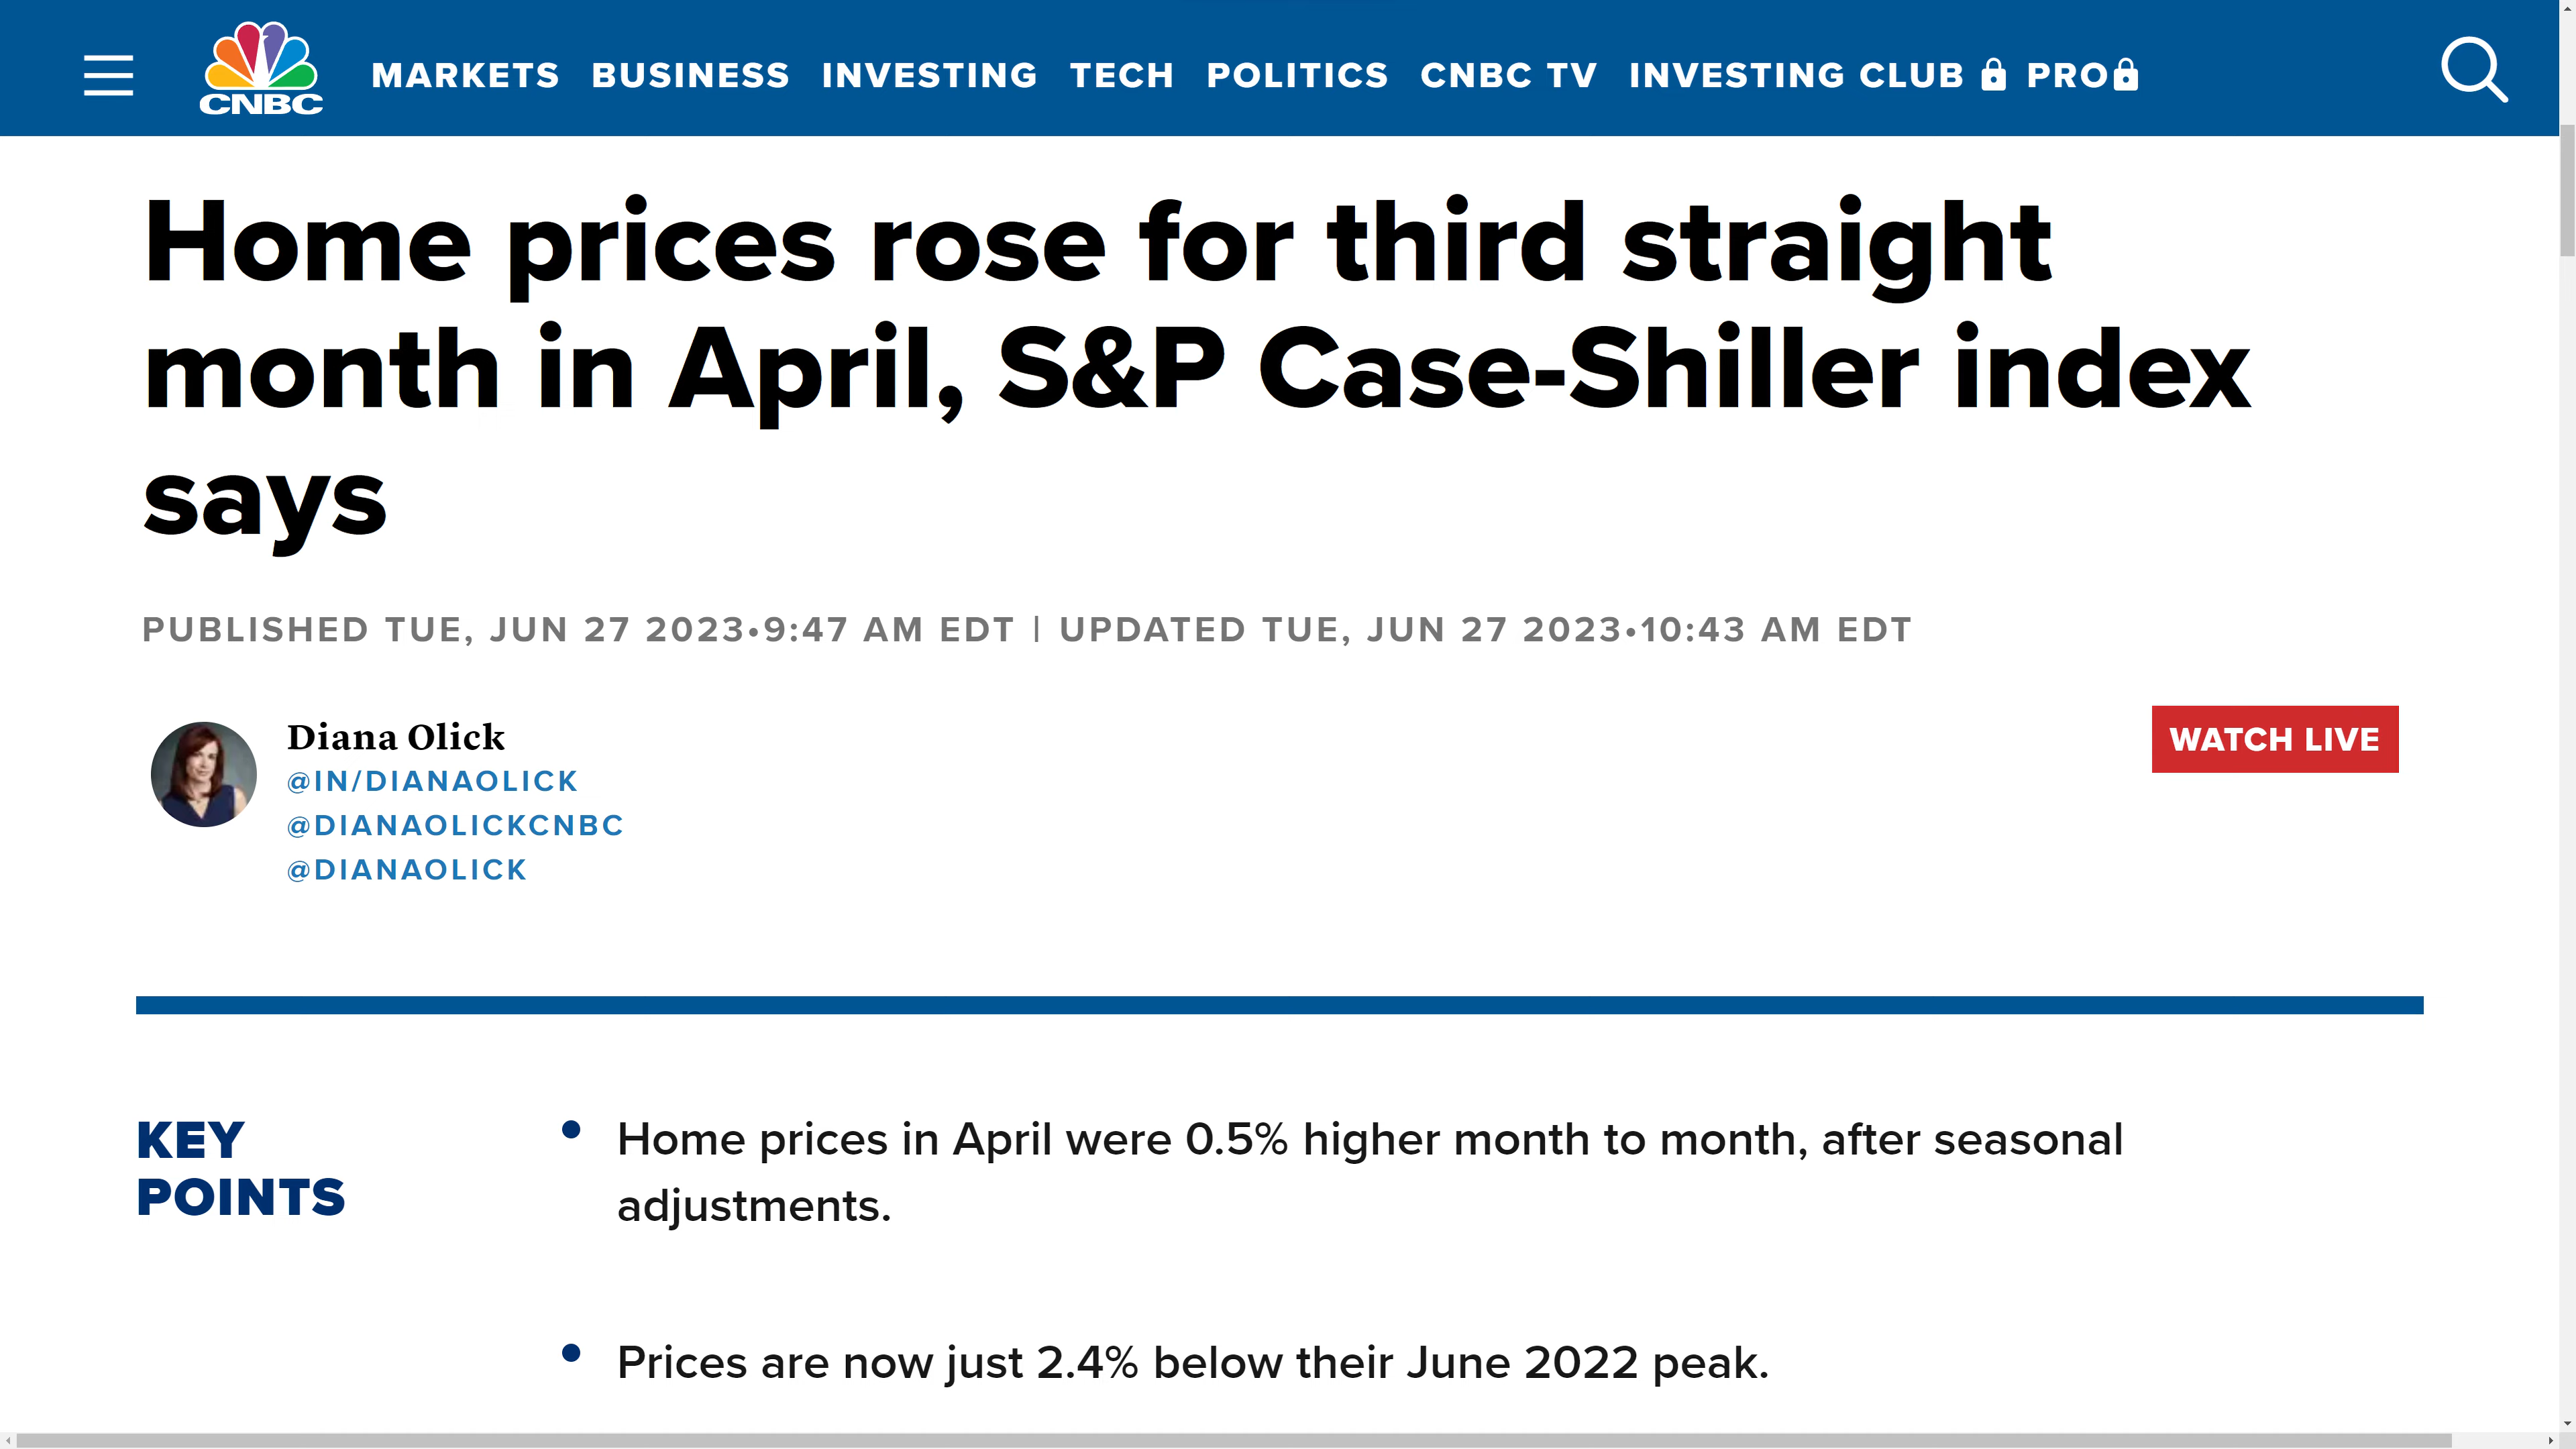 CNBC
MARKETS BUSINESS INVESTING TECH POLITICS CNBC TV INVESTING CLUB PRO
Home prices rose for third straight
month in April, S&P Case-Shiller index
says
PUBLISHED TUE, JUN 27 2023•9:47 AM EDT | UPDATED TUE, JUN 27 2023•10:43 AM EDT
Diana Olick
@IN/DIANAOLICK
@DIANAOLICKCNBC
@DIANAOLICK
WATCH LIVE
KEY
POINTS
• Home prices in April were 0.5% higher month to month, after seasonal
adjustments.
• Prices are now just 2.4% below their June 2022 peak.